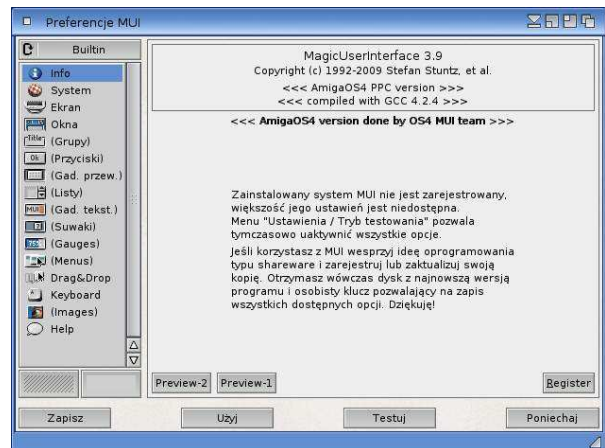 Preferencje MUI
Builtin
Info
System
Ekran
Okna
(Grupy)
(Przyciski)
(Gad. przew.)
(Listy)
(Gad. tekst.)
(Suwaki)
(Gauges)
(Menus)
Drag&Drop
Keyboard
(Images)
Help
MagicUserInterface 3.9
Copyright (c) 1992-2009 Stefan Stuntz, et al.
<<< AmigaOS4 PPC version >>>
<<< compiled with GCC 4.2.4 >>>
<<< AmigaOS4 version done by OS4 MUI team >>>
Zainstalowany system MUI nie jest zarejestrowany,
większość jego ustawień jest niedostępna.
Menu "Ustawienia / Tryb testowania" pozwala
tymczasowo uaktywnić wszystkie opcje.
Jeśli korzystasz z MUI wesprzyj ideę oprogramowania
typu shareware i zarejestruj lub zaktualizuj swoją
kopię. Otrzymasz wówczas dysk z najnowszą wersją
programu i osobisty klucz pozwalający na zapis
wszystkich dostępnych opcji. Dziękuję!
Preview-2 Preview-1 Register
Zapisz Użyj Testuj Poniechaj